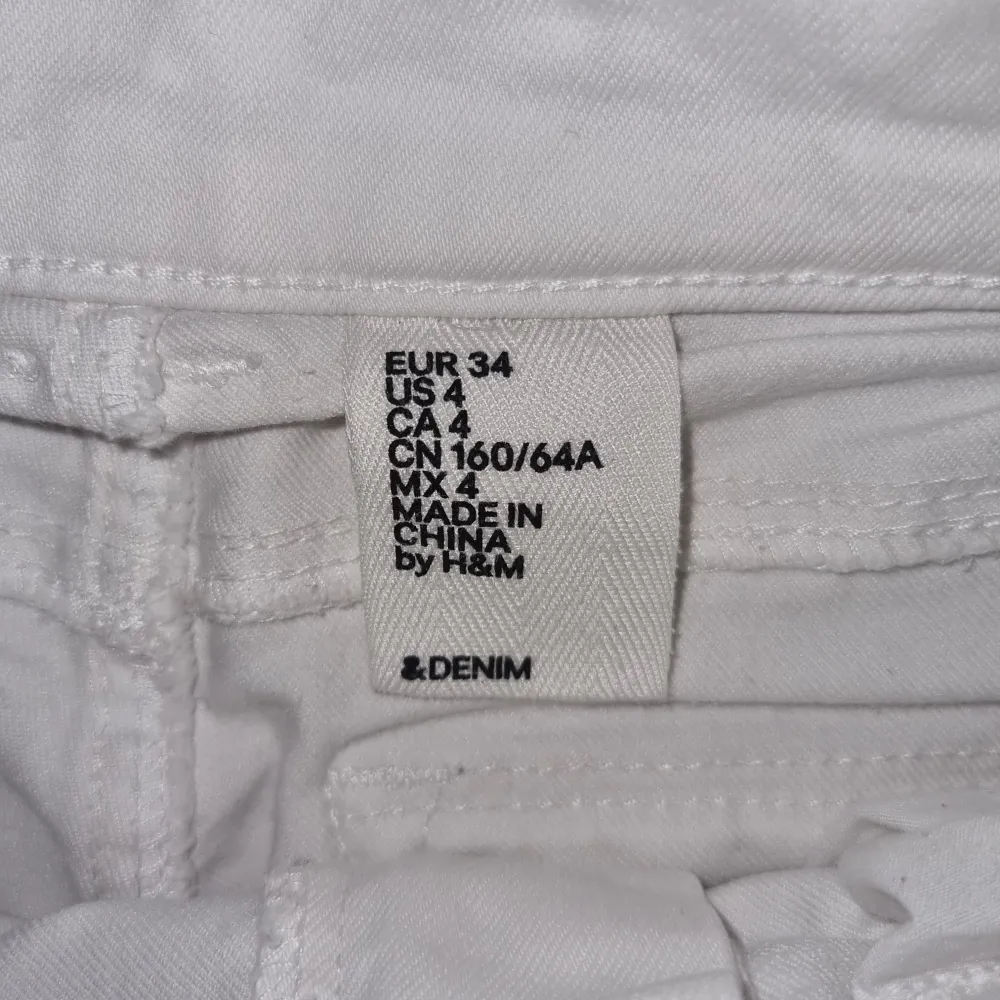 EUR 34
US 4
CA 4
CN 160/64A
MX 4
MADE IN
CHINA
by H&M
&DENIM